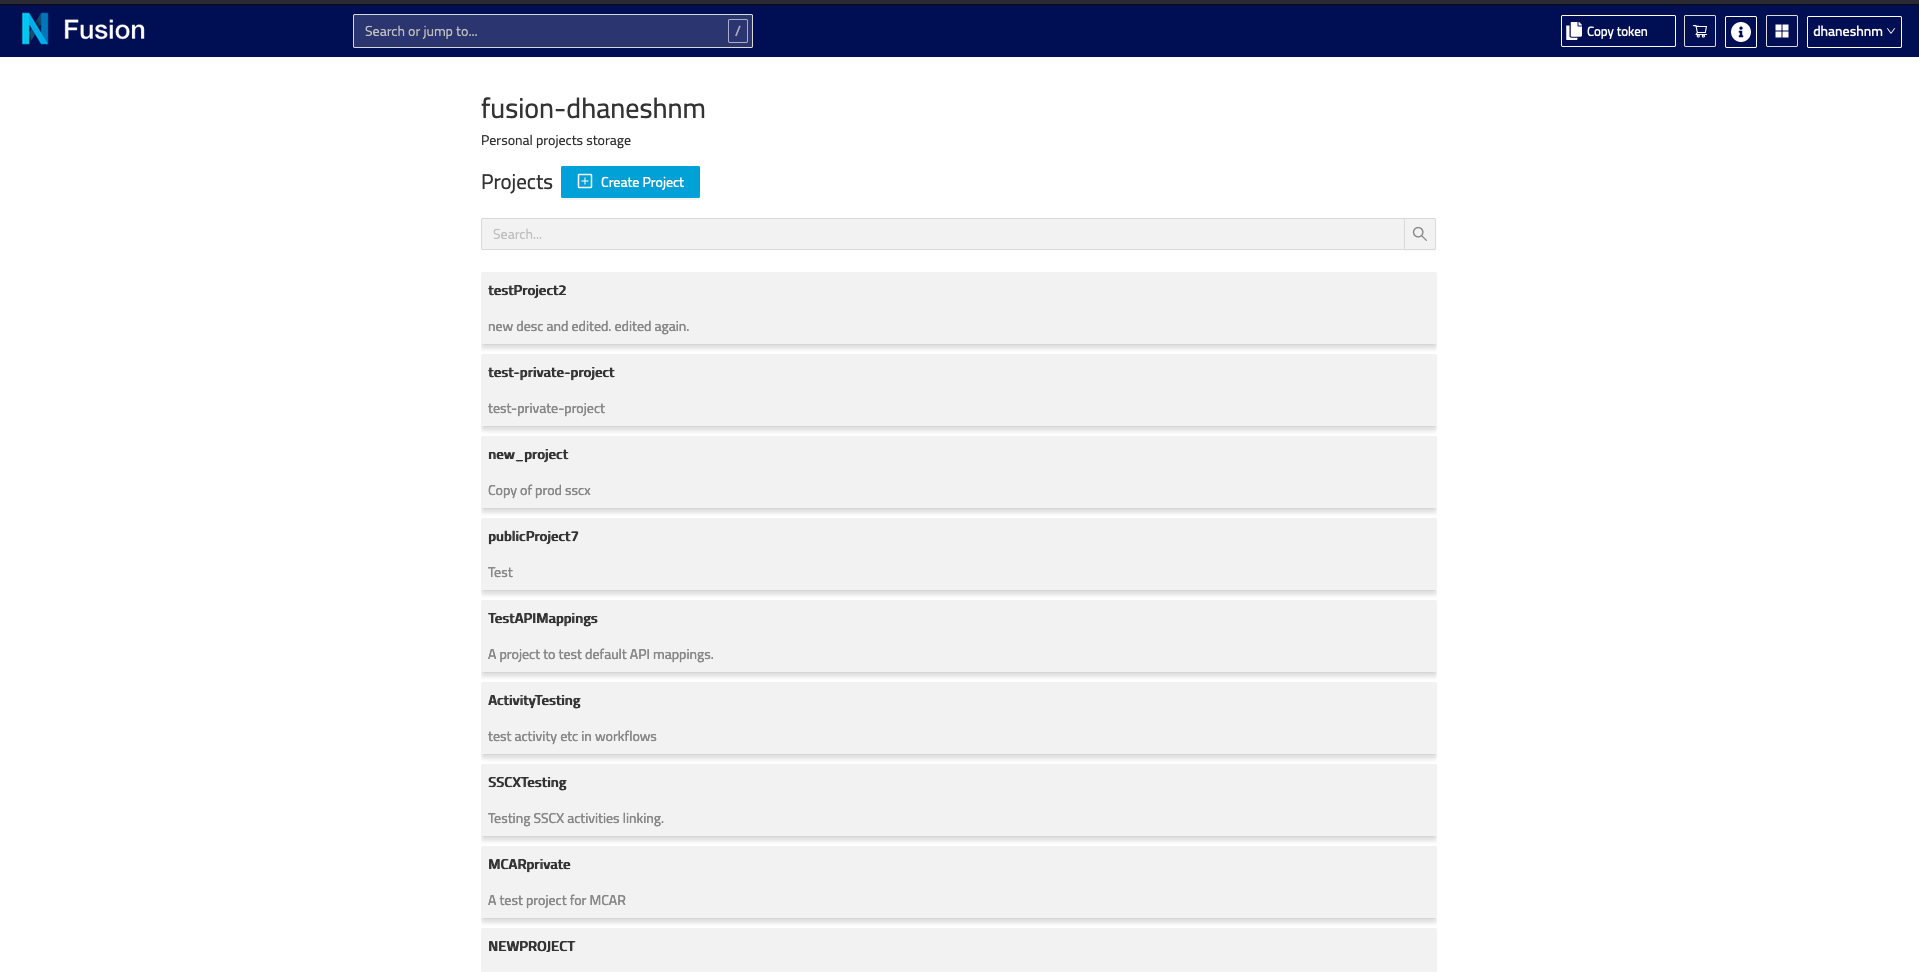 Fusion
Search or jump to... /
Copy token
dhaneshnm
fusion-dhaneshnm
Personal projects storage
Projects
Create Project
Search...
testProject2
new desc and edited. edited again.
test-private-project
test-private-project
new_project
Copy of prod sscx
publicProject7
Test
TestAPIMappings
A project to test default API mappings.
ActivityTesting
test activity etc in workflows
SSCXTesting
Testing SSCX activities linking.
MCARprivate
A test project for MCAR
NEWPROJECT